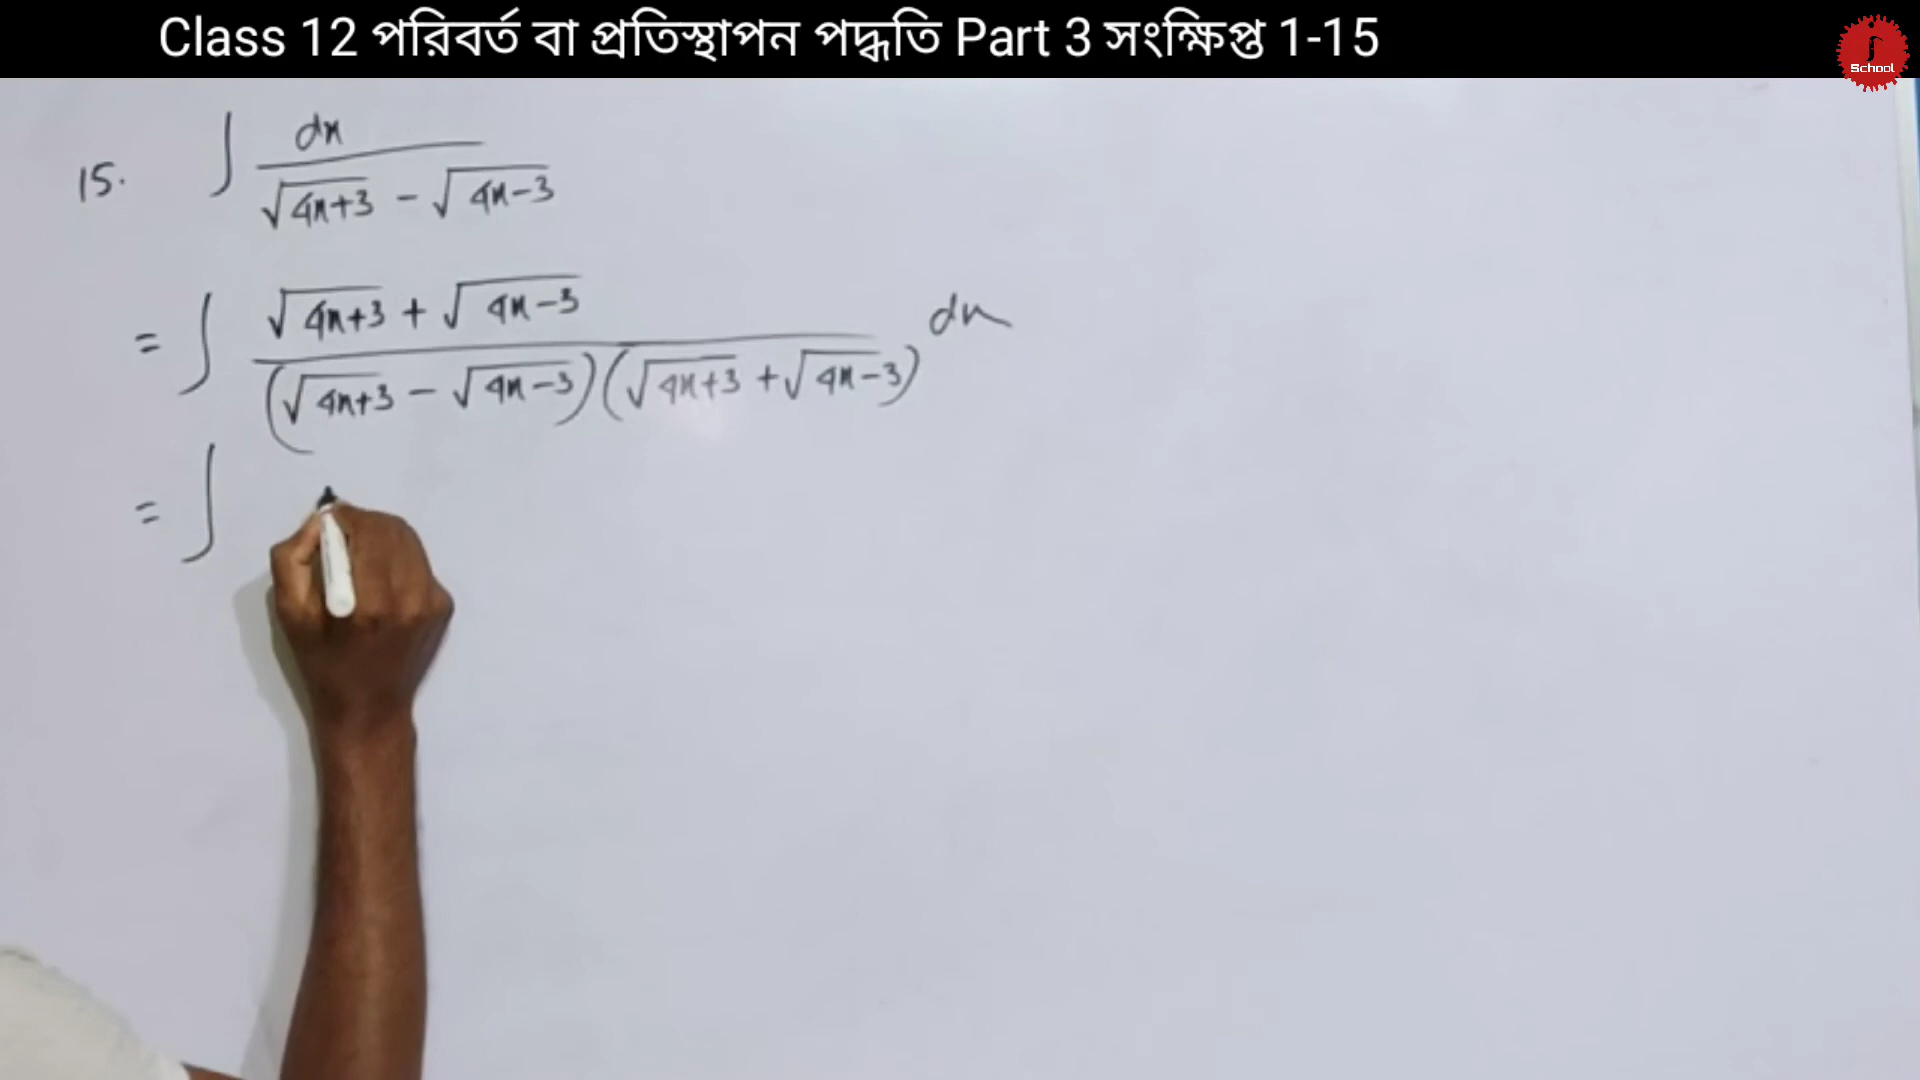 Class 12 পরিবর্ত বা প্রতিস্থাপন পদ্ধতি Part 3 সংক্ষিপ্ত 1-15
∫ School
15. ∫ dx / (√(4x+3) - √(4x-3))
= ∫ (√(4x+3) + √(4x-3)) / ((√(4x+3) - √(4x-3))(√(4x+3) + √(4x-3))) dx
= ∫